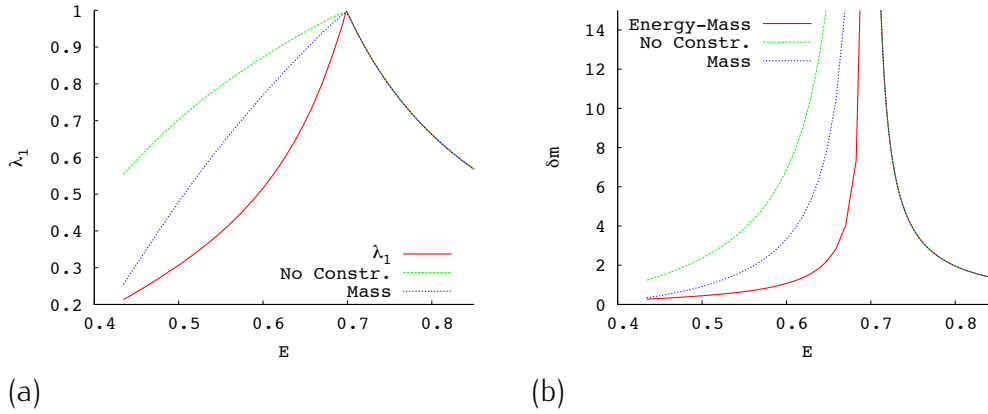 1
0.9
0.8
0.7
0.6
0.5
0.4
0.3
0.2
λ1
λ1
No Constr.
Mass
0.4 0.5 0.6 0.7 0.8
E
(a)
14
12
10
8
6
4
2
0
δm
Energy-Mass
No Constr.
Mass
0.4 0.5 0.6 0.7 0.8
E
(b)